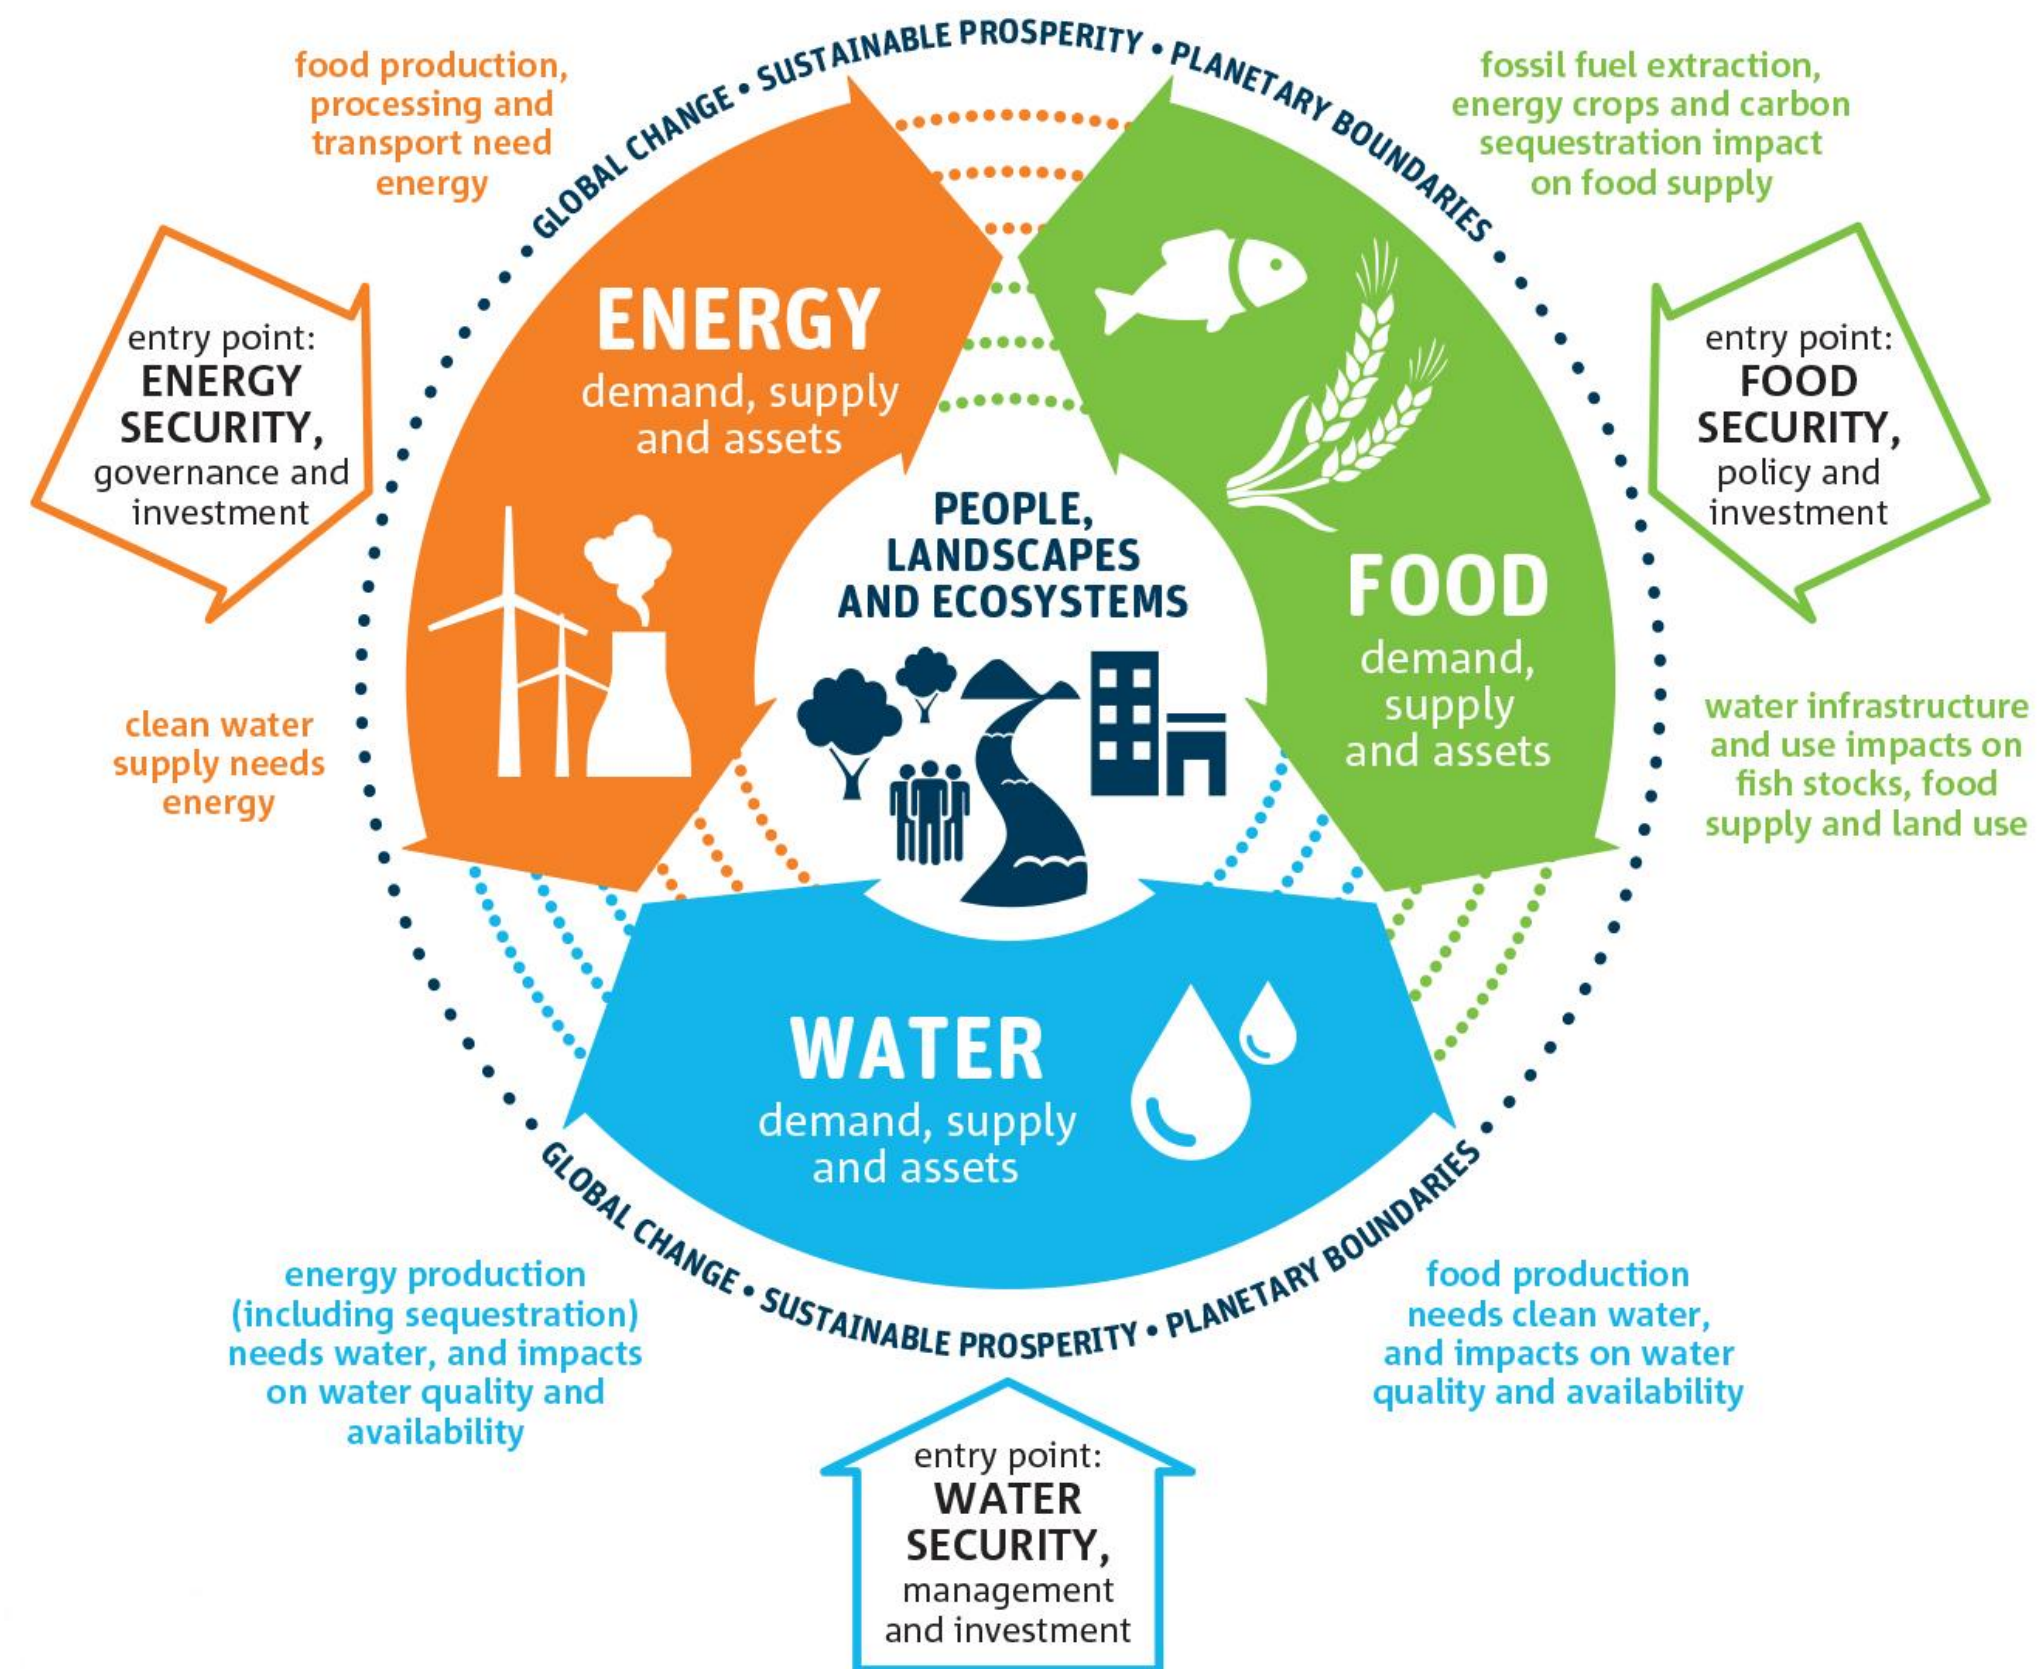 GLOBAL CHANGE • SUSTAINABLE PROSPERITY • PLANETARY BOUNDARIES
food production,
processing and
transport need
energy
fossil fuel extraction,
energy crops and carbon
sequestration impact
on food supply
entry point:
ENERGY
SECURITY,
governance and
investment
ENERGY
demand, supply
and assets
entry point:
FOOD
SECURITY,
policy and
investment
PEOPLE,
LANDSCAPES
AND ECOSYSTEMS
FOOD
demand,
supply
and assets
clean water
supply needs
energy
water infrastructure
and use impacts on
fish stocks, food
supply and land use
WATER
demand, supply
and assets
GLOBAL CHANGE • SUSTAINABLE PROSPERITY • PLANETARY BOUNDARIES
energy production
(including sequestration)
needs water, and impacts
on water quality and
availability
food production
needs clean water,
and impacts on water
quality and availability
entry point:
WATER
SECURITY,
management
and investment